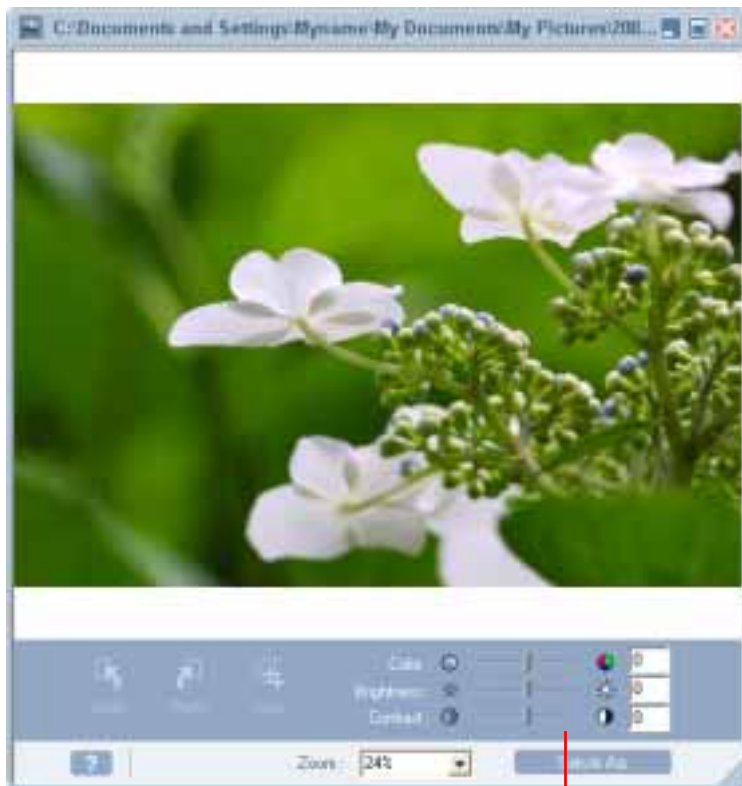 C:\Documents and Settings\Myname\My Documents\My Pictures\200...
Color 0
Brightness 0
Contrast 0
? Zoom: 24% Save As